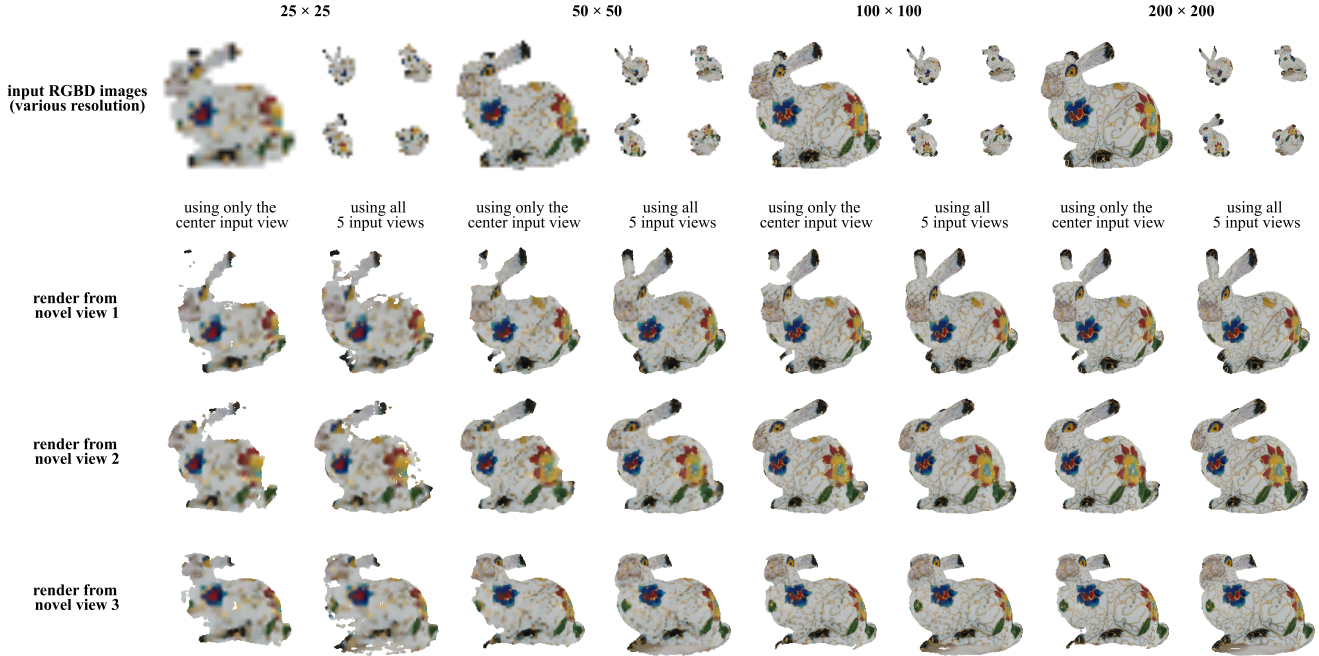 25 × 25
50 × 50
100 × 100
200 × 200
input RGBD images
(various resolution)
using only the
center input view
using all
5 input views
using only the
center input view
using all
5 input views
using only the
center input view
using all
5 input views
using only the
center input view
using all
5 input views
render from
novel view 1
render from
novel view 2
render from
novel view 3